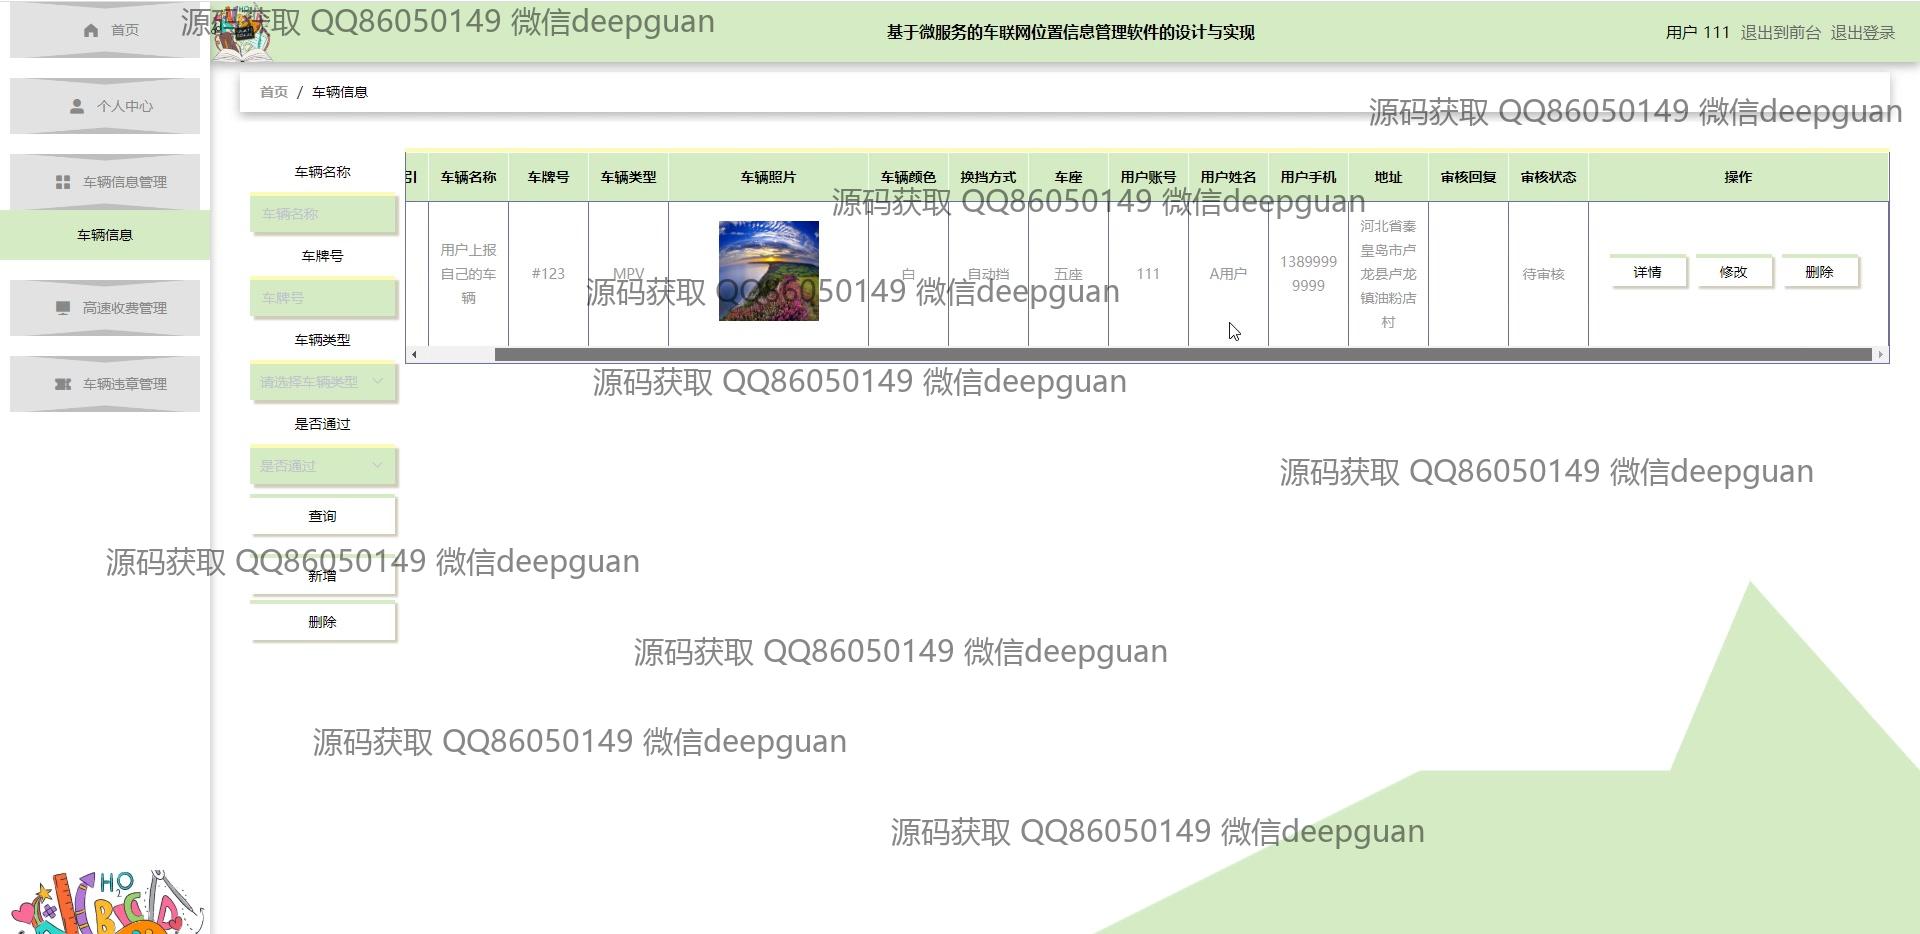 首页
源码获取 QQ86050149 微信deepguan
基于微服务的车联网位置信息管理软件的设计与实现
用户 111 退出到前台 退出登录
个人中心
车辆信息管理
车辆信息
高速收费管理
车辆违章管理
首页 / 车辆信息
源码获取 QQ86050149 微信deepguan
车辆名称
车辆名称
车牌号
车牌号
车辆类型
请选择车辆类型
是否通过
是否通过
查询
新增
删除
引 车辆名称 车牌号 车辆类型 车辆照片 车辆颜色 换挡方式 车座 用户账号 用户姓名 用户手机 地址 审核回复 审核状态 操作
源码获取 QQ86050149 微信deepguan
用户上报
自己的车
辆
#123
MPV
白
自动挡
五座
111
A用户
1389999
9999
河北省秦
皇岛市卢
龙县卢龙
镇油粉店
村
待审核
详情 修改 删除
源码获取 QQ86050149 微信deepguan
源码获取 QQ86050149 微信deepguan
源码获取 QQ86050149 微信deepguan
源码获取 QQ86050149 微信deepguan
源码获取 QQ86050149 微信deepguan
源码获取 QQ86050149 微信deepguan
源码获取 QQ86050149 微信deepguan
H2O